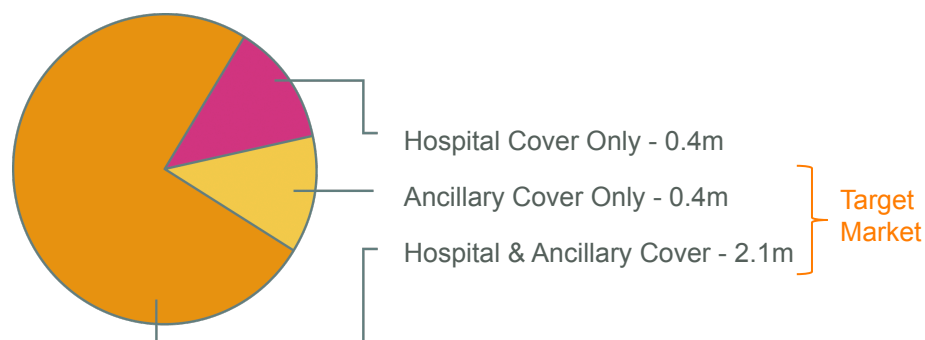 Hospital Cover Only - 0.4m
Ancillary Cover Only - 0.4m
Hospital & Ancillary Cover - 2.1m
Target
Market